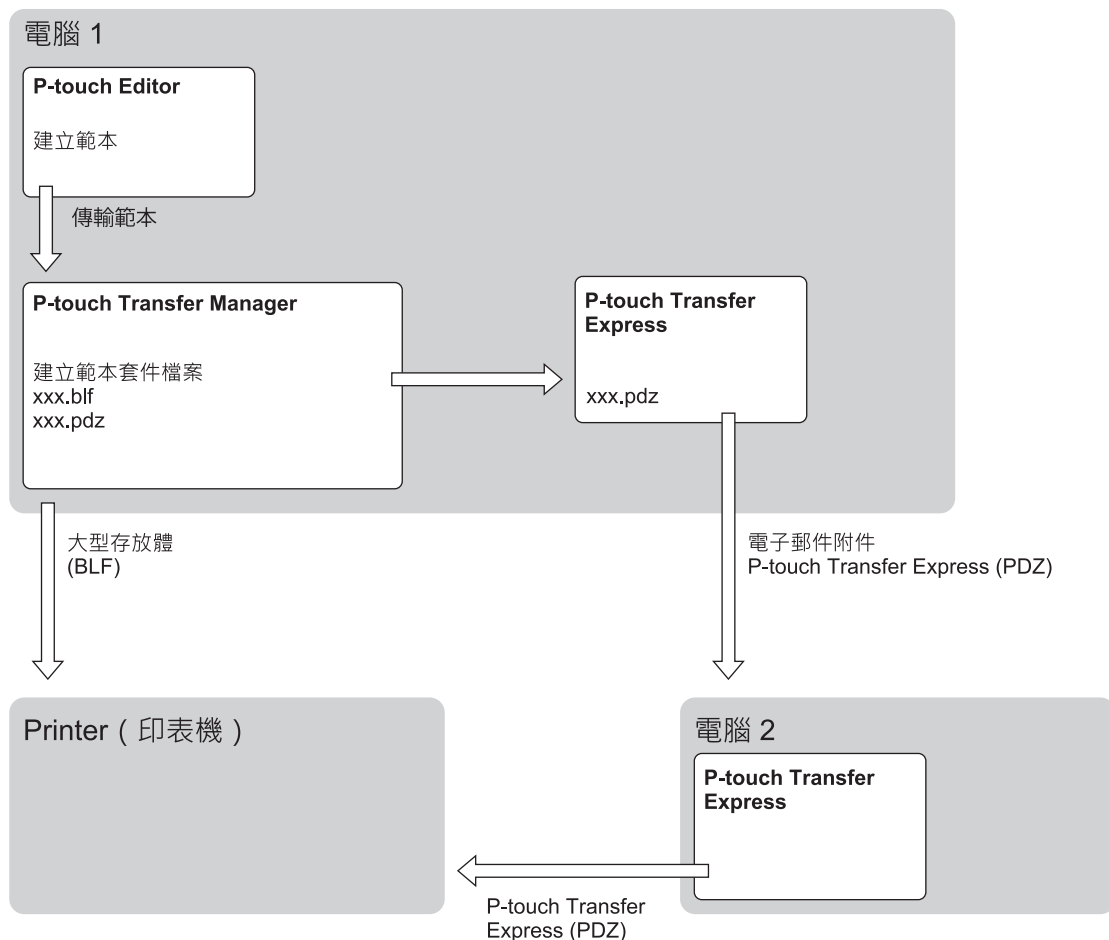 電腦 1
P-touch Editor
建立範本
傳輸範本
P-touch Transfer Manager
建立範本套件檔案
xxx.blf
xxx.pdz
P-touch Transfer
Express
xxx.pdz
大型存放體
(BLF)
電子郵件附件
P-touch Transfer Express (PDZ)
Printer ( 印表機 )
電腦 2
P-touch Transfer
Express
P-touch Transfer
Express (PDZ)